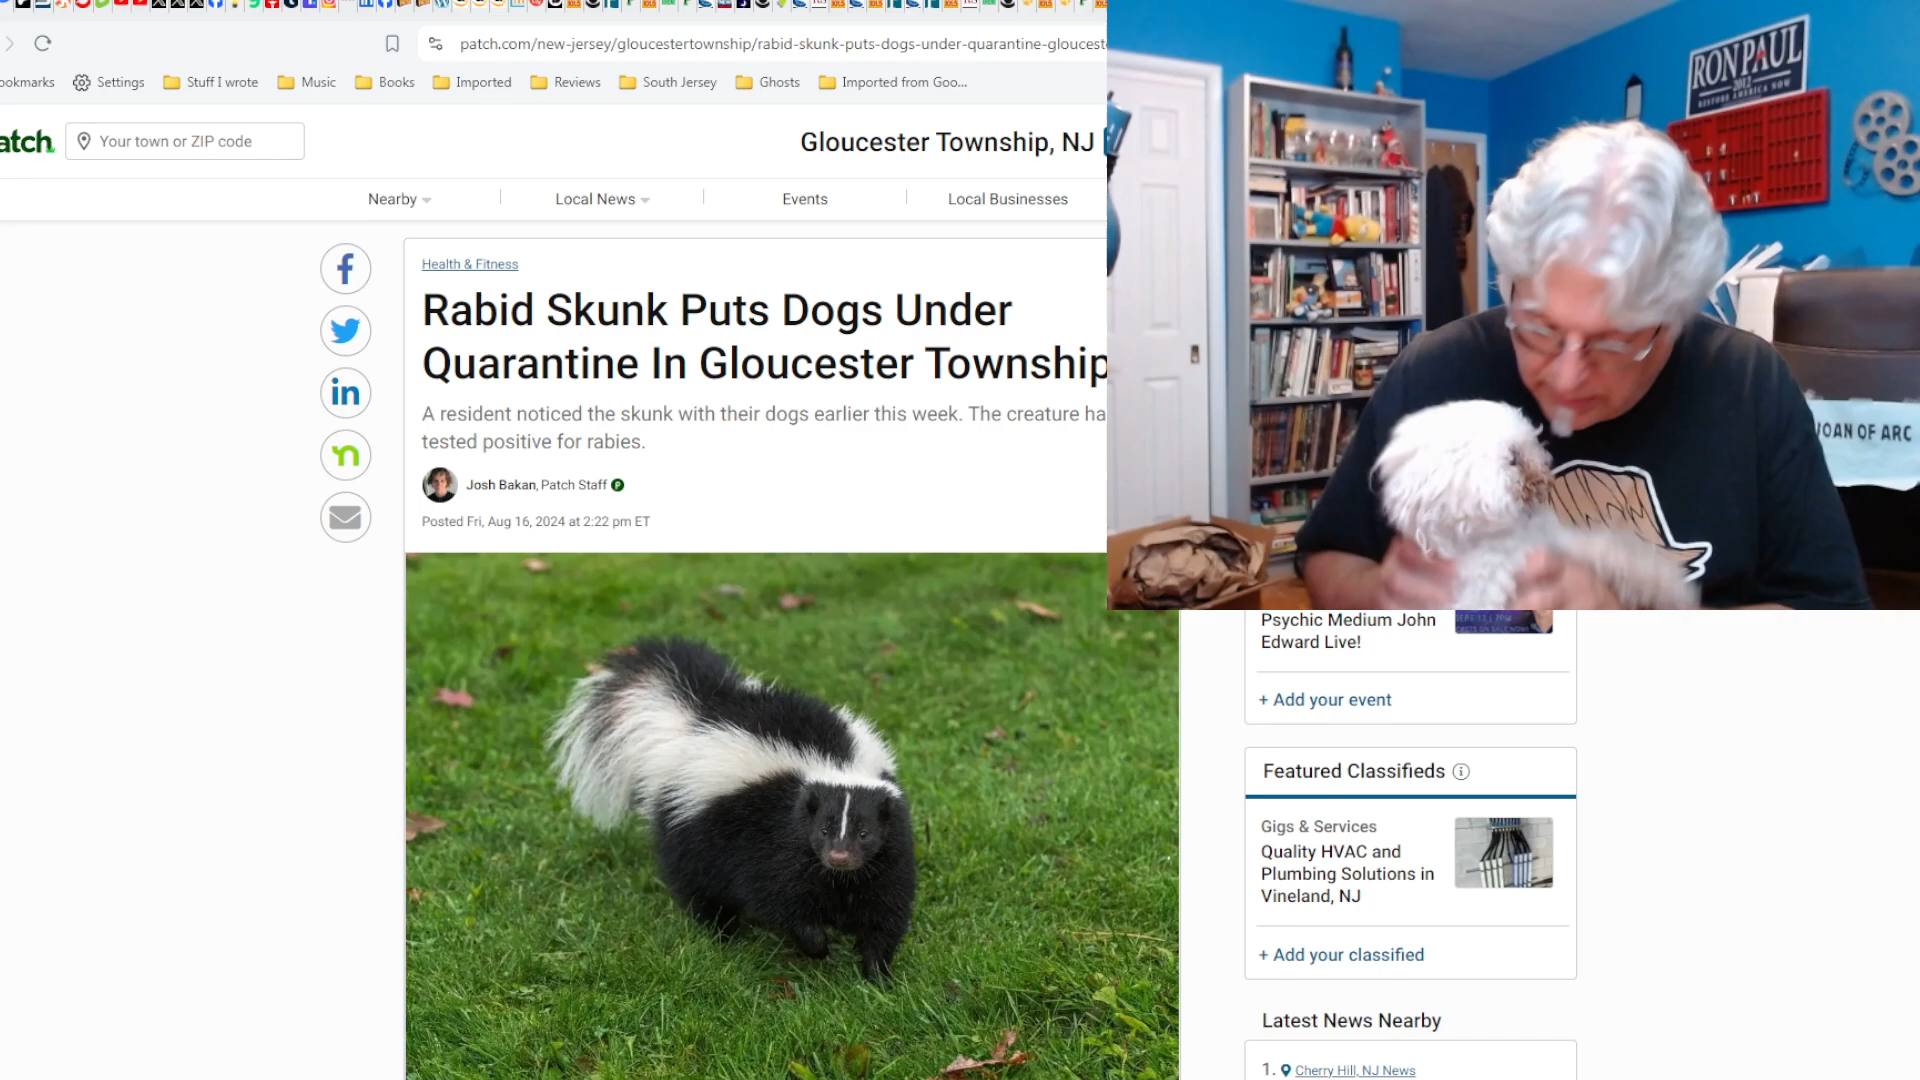 patch.com/new-jersey/gloucestertownship/rabid-skunk-puts-dogs-under-quarantine-gloucest
ookmarks Settings Stuff I wrote Music Books Imported Reviews South Jersey Ghosts Imported from Goo...
atch Your town or ZIP code Gloucester Township, NJ
Nearby Local News Events Local Businesses
Health & Fitness
Rabid Skunk Puts Dogs Under
Quarantine In Gloucester Township
A resident noticed the skunk with their dogs earlier this week. The creature ha
tested positive for rabies.
Josh Bakan, Patch Staff P
Posted Fri, Aug 16, 2024 at 2:22 pm ET
RON PAUL
2012
RESTORE AMERICA NOW
JOAN OF ARC
Psychic Medium John
Edward Live!
+ Add your event
Featured Classifieds
Gigs & Services
Quality HVAC and
Plumbing Solutions in
Vineland, NJ
+ Add your classified
Latest News Nearby
1. Cherry Hill, NJ News